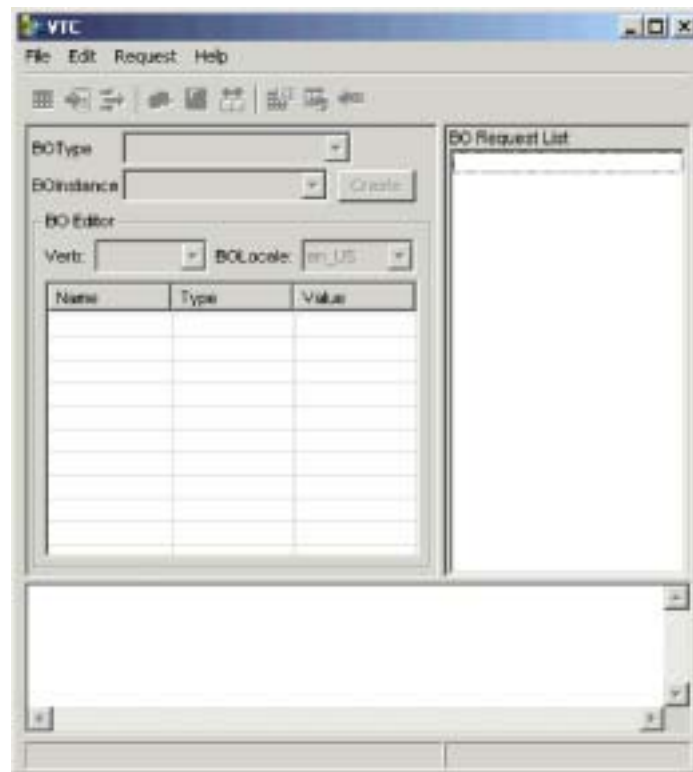 VTC
File Edit Request Help
BOType
BOInstance Create
BO Editor
Verb: BOLocale: en_US
Name Type Value
BO Request List